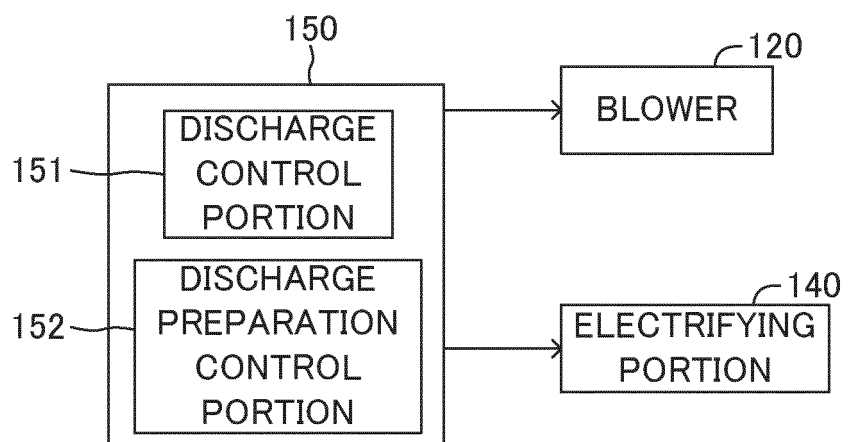 150
151
DISCHARGE
CONTROL
PORTION
152
DISCHARGE
PREPARATION
CONTROL
PORTION
120
BLOWER
140
ELECTRIFYING
PORTION